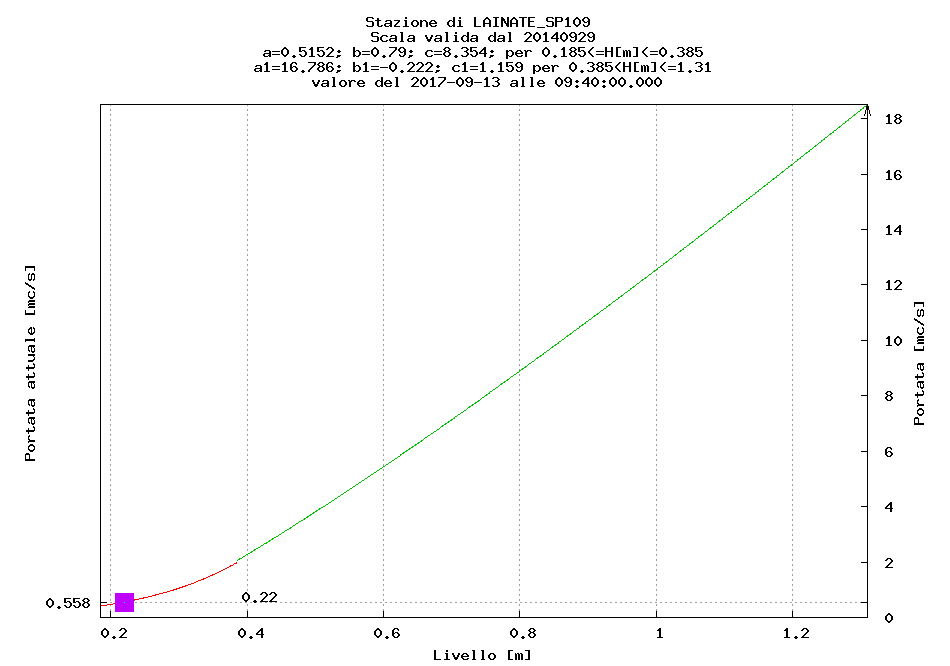 Stazione di LAINATE_SP109
Scala valida dal 20140929
a=0.5152; b=0.79; c=8.354; per 0.185<=H[m]<=0.385
a1=16.786; b1=-0.222; c1=1.159 per 0.385<H[m]<=1.31
valore del 2017-09-13 alle 09:40:00.000
18
16
14
12
10
8
6
4
2
0
Portata attuale [mc/s]
Portata [mc/s]
0.558
0.22
0.2 0.4 0.6 0.8 1 1.2
Livello [m]